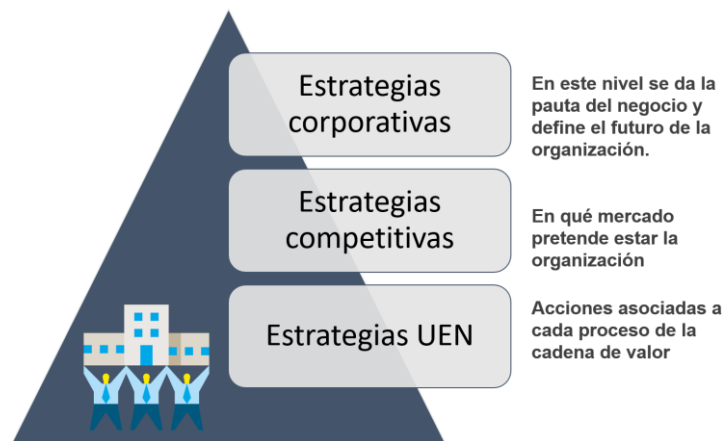 Estrategias
corporativas
En este nivel se da la
pauta del negocio y
define el futuro de la
organización.
Estrategias
competitivas
En qué mercado
pretende estar la
organización
Estrategias UEN
Acciones asociadas a
cada proceso de la
cadena de valor